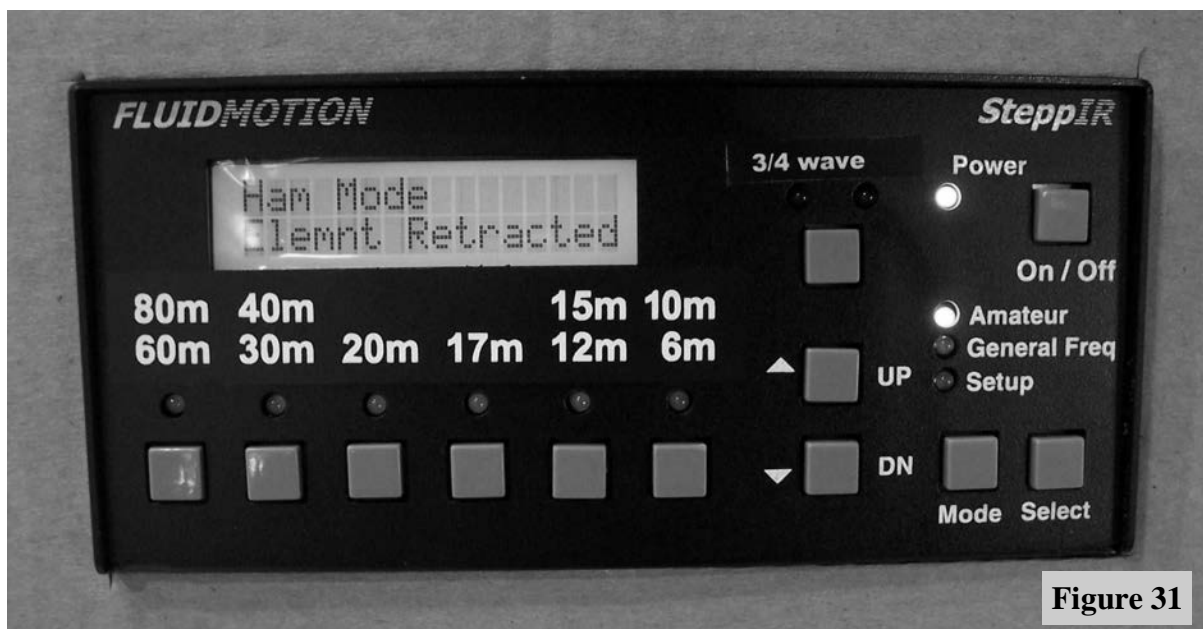 FLUIDMOTION
SteppIR
Ham Mode
Elemnt Retracted
3/4 wave
Power
On / Off
80m 40m 15m 10m
60m 30m 20m 17m 12m 6m
Amateur
General Freq
Setup
UP
DN
Mode Select
Figure 31